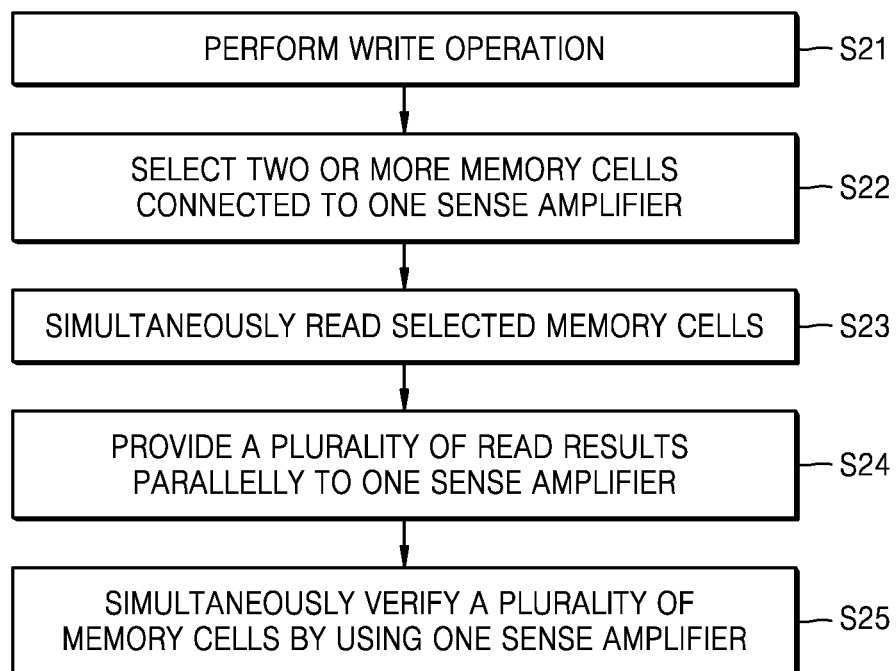 PERFORM WRITE OPERATION
S21
SELECT TWO OR MORE MEMORY CELLS
CONNECTED TO ONE SENSE AMPLIFIER
S22
SIMULTANEOUSLY READ SELECTED MEMORY CELLS
S23
PROVIDE A PLURALITY OF READ RESULTS
PARALLELLY TO ONE SENSE AMPLIFIER
S24
SIMULTANEOUSLY VERIFY A PLURALITY OF
MEMORY CELLS BY USING ONE SENSE AMPLIFIER
S25